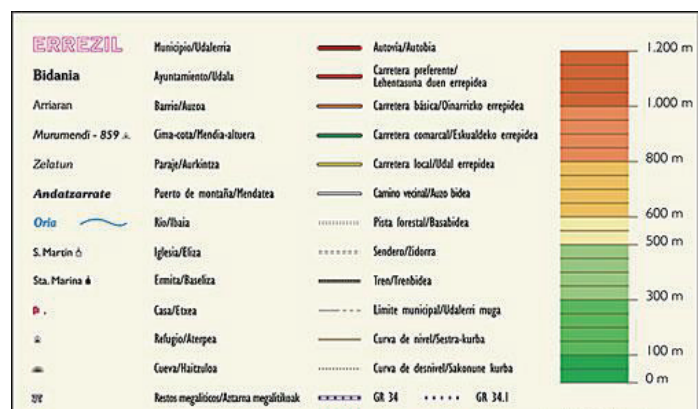 ERREZIL Municipio/Udalerria
Bidania Ayuntamiento/Udala
Arriaran Barrio/Auzoa
Murumendi - 859 Cima-cota/Mendia-altuera
Zelatun Paraje/Aurkintza
Andatzarrate Puerto de montaña/Mendatea
Oria Río/Ibaia
S. Martin Iglesia/Eliza
Sta. Marina Ermita/Baseliza
Casa/Etxea
Refugio/Aterpea
Cueva/Haitzuloa
Restos megalíticos/Aztarna megalitikoak
Autovía/Autobia
Carretera preferente/
Lehentasuna duen errepidea
Carretera básica/Oinarrizko errepidea
Carretera comarcal/Eskualdeko errepidea
Carretera local/Udal errepidea
Camino vecinal/Auzo bidea
Pista forestal/Basabidea
Sendero/Zidorra
Tren/Trenbidea
Límite municipal/Udalerri muga
Curva de nivel/Sestra-kurba
Curva de desnivel/Sakonune kurba
GR 34 GR 34.1
1.200 m
1.000 m
800 m
600 m
500 m
300 m
100 m
0 m